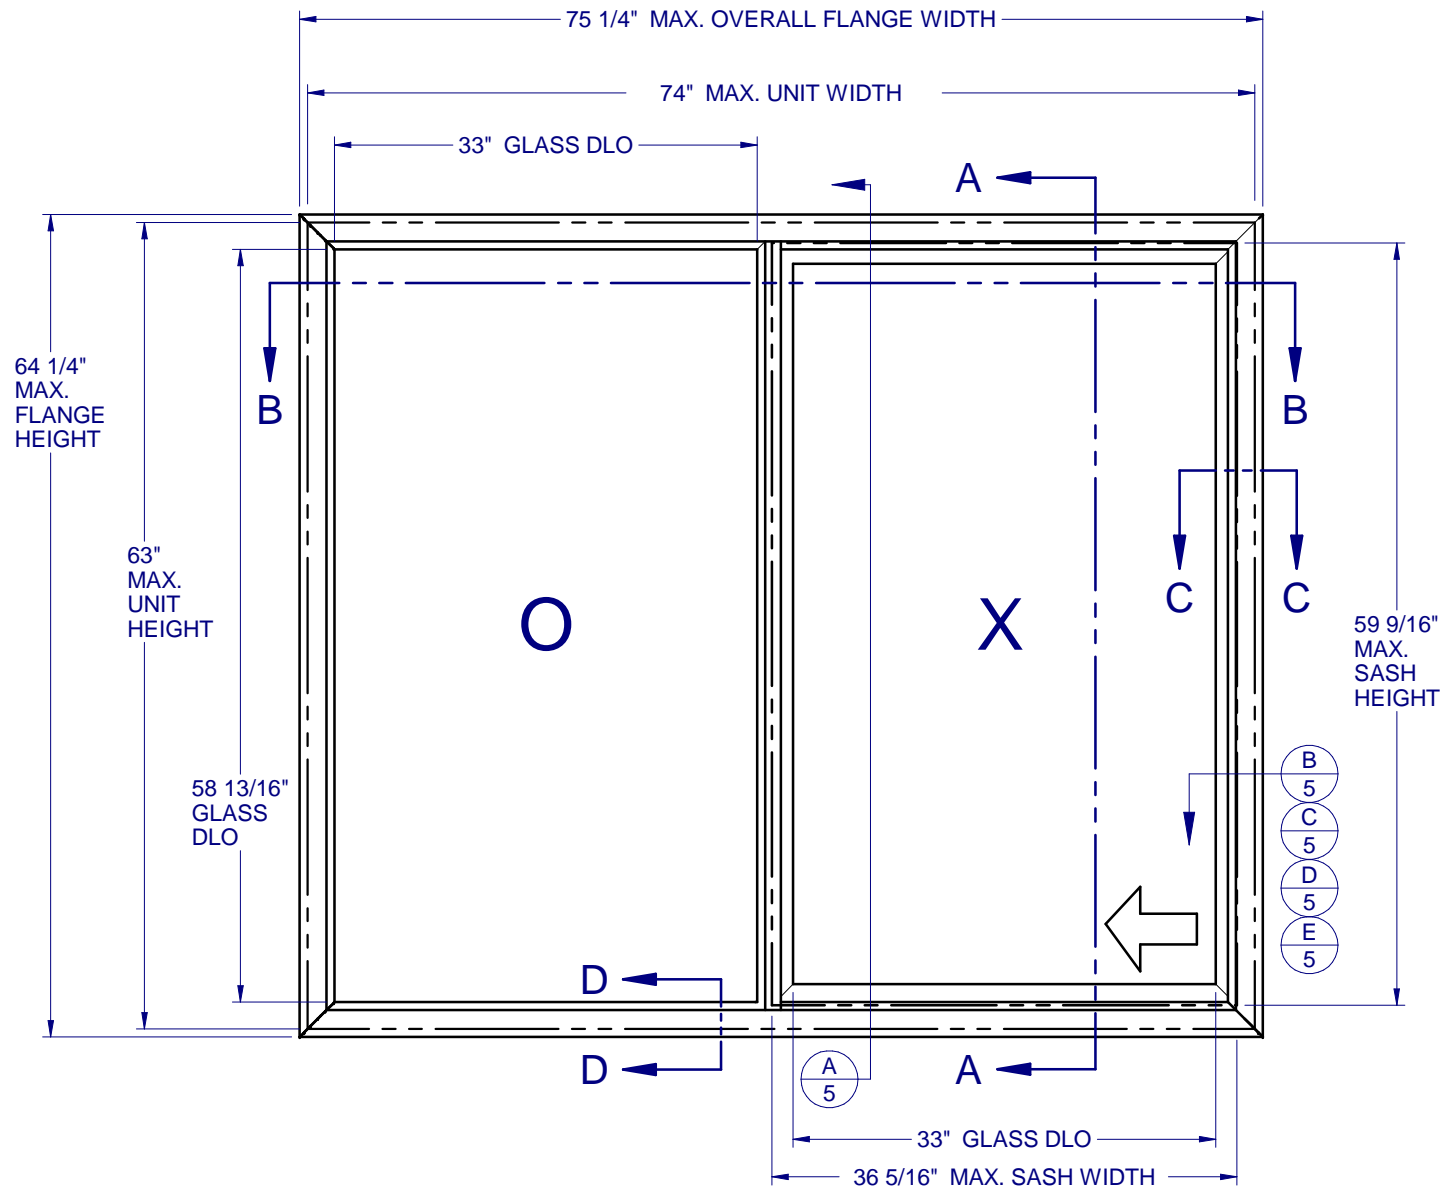 75 1/4" MAX. OVERALL FLANGE WIDTH
74" MAX. UNIT WIDTH
33" GLASS DLO
A
B
B
64 1/4"
MAX.
FLANGE
HEIGHT
63"
MAX.
UNIT
HEIGHT
O
X
C
C
59 9/16"
MAX.
SASH
HEIGHT
58 13/16"
GLASS
DLO
B
5
C
5
D
5
E
5
D
D
A
5
A
33" GLASS DLO
36 5/16" MAX. SASH WIDTH